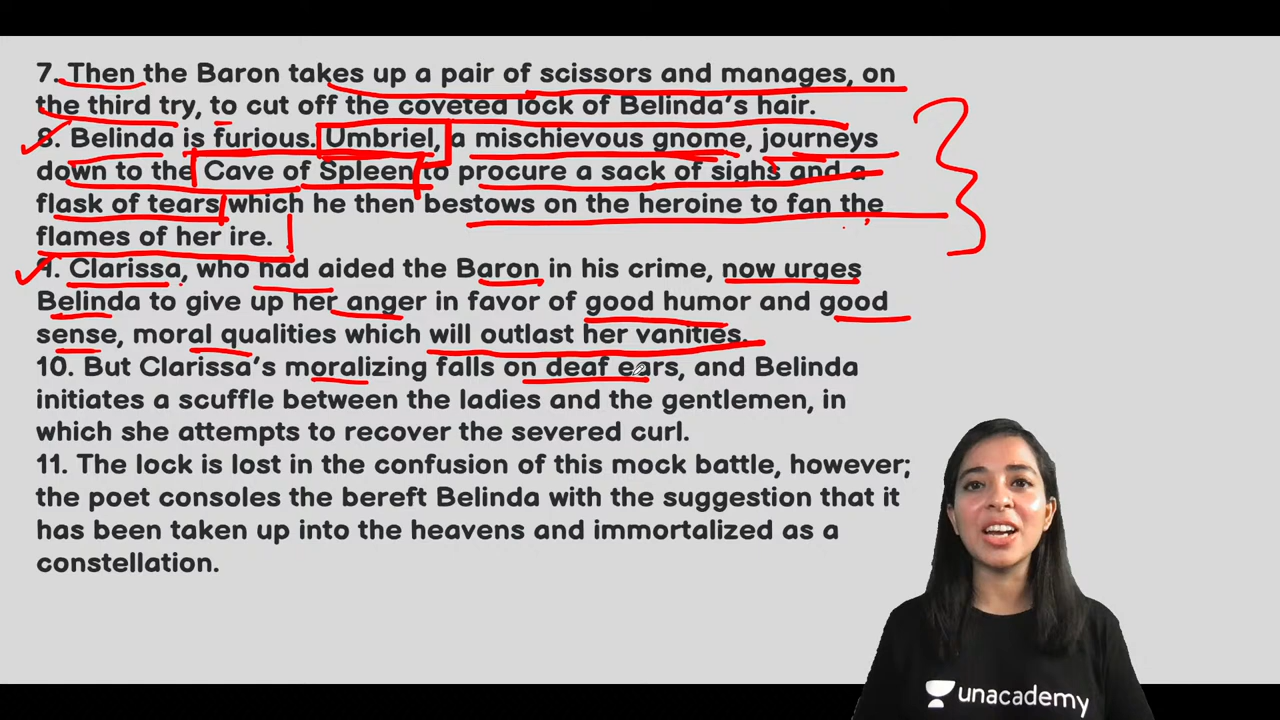 7. Then the Baron takes up a pair of scissors and manages, on
the third try, to cut off the coveted lock of Belinda's hair.
8. Belinda is furious. Umbriel, a mischievous gnome, journeys
down to the Cave of Spleen to procure a sack of sighs and a
flask of tears which he then bestows on the heroine to fan the
flames of her ire.
9. Clarissa, who had aided the Baron in his crime, now urges
Belinda to give up her anger in favor of good humor and good
sense, moral qualities which will outlast her vanities.
10. But Clarissa's moralizing falls on deaf ears, and Belinda
initiates a scuffle between the ladies and the gentlemen, in
which she attempts to recover the severed curl.
11. The lock is lost in the confusion of this mock battle, however;
the poet consoles the bereft Belinda with the suggestion that it
has been taken up into the heavens and immortalized as a
constellation.
unacademy